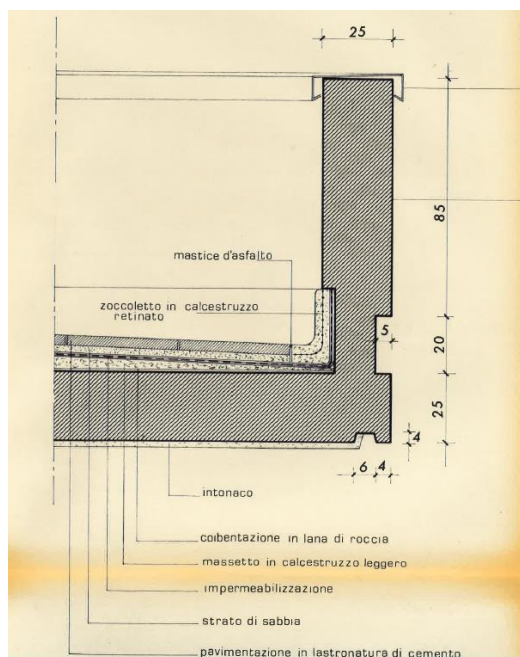 25
mastice d'asfalto
zoccoletto in calcestruzzo
retinato
85
5
20
25
4
6
4
intonaco
coibentazione in lana di roccia
massetto in calcestruzzo leggero
impermeabilizzazione
strato di sabbia
pavimentazione in lastronatura di cemento